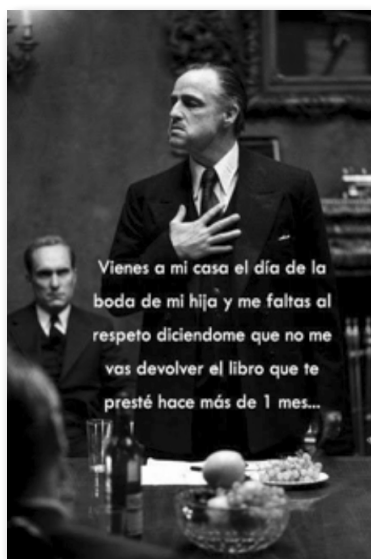 Vienes a mi casa el día de la
boda de mi hija y me faltas al
respeto diciendome que no me
vas devolver el libro que te
presté hace más de 1 mes...